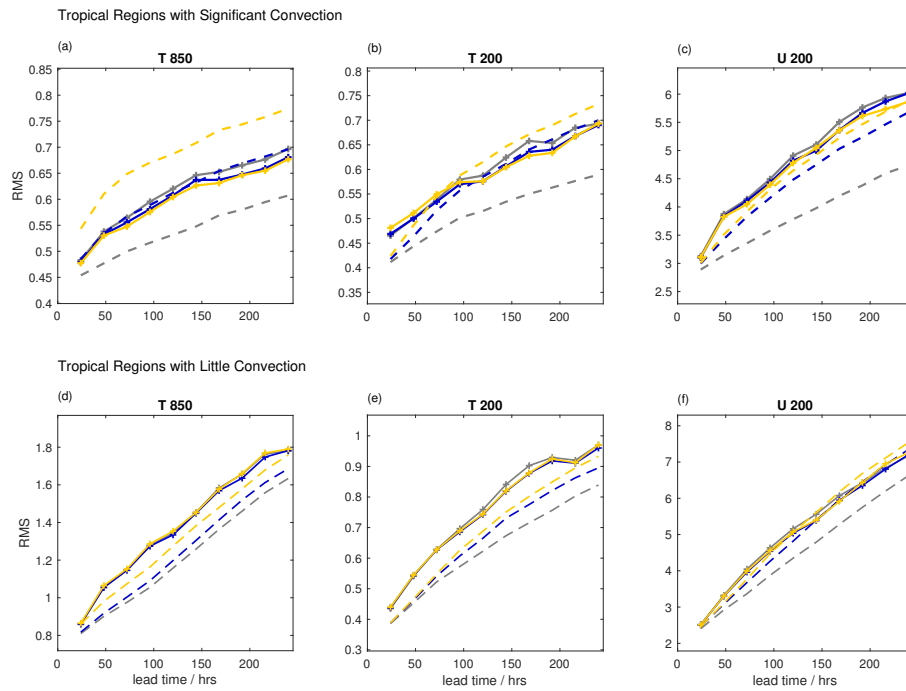 Tropical Regions with Significant Convection
(a)
T 850
(b)
T 200
(c)
U 200
RMS
0.85
0.8
0.75
0.7
0.65
0.6
0.55
0.5
0.45
0.4
0 50 100 150 200
0.8
0.75
0.7
0.65
0.6
0.55
0.5
0.45
0.4
0.35
0 50 100 150 200
6
5.5
5
4.5
4
3.5
3
2.5
0 50 100 150 200
Tropical Regions with Little Convection
(d)
T 850
(e)
T 200
(f)
U 200
RMS
1.8
1.6
1.4
1.2
1
0.8
0 50 100 150 200
lead time / hrs
1
0.9
0.8
0.7
0.6
0.5
0.4
0.3
0 50 100 150 200
lead time / hrs
8
7
6
5
4
3
2
0 50 100 150 200
lead time / hrs